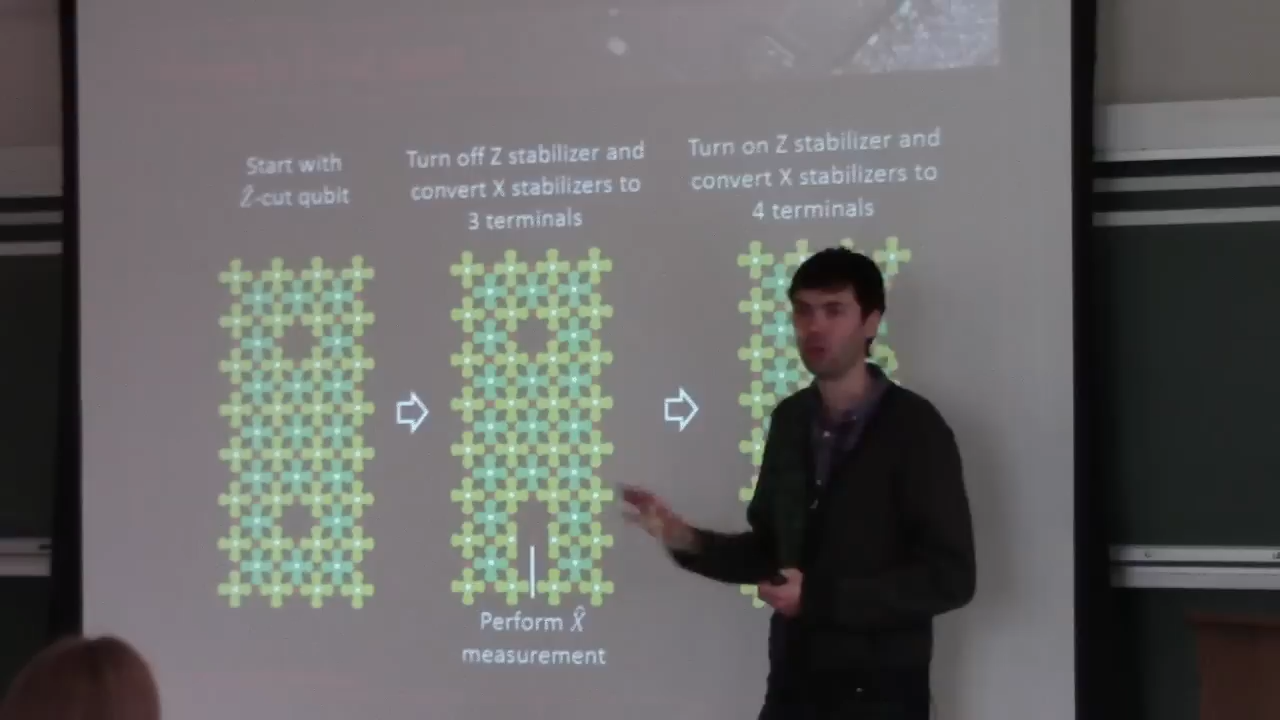 Start with
Ẑ-cut qubit
Turn off Z stabilizer and
convert X stabilizers to
3 terminals
Turn on Z stabilizer and
convert X stabilizers to
4 terminals
Perform X̂
measurement